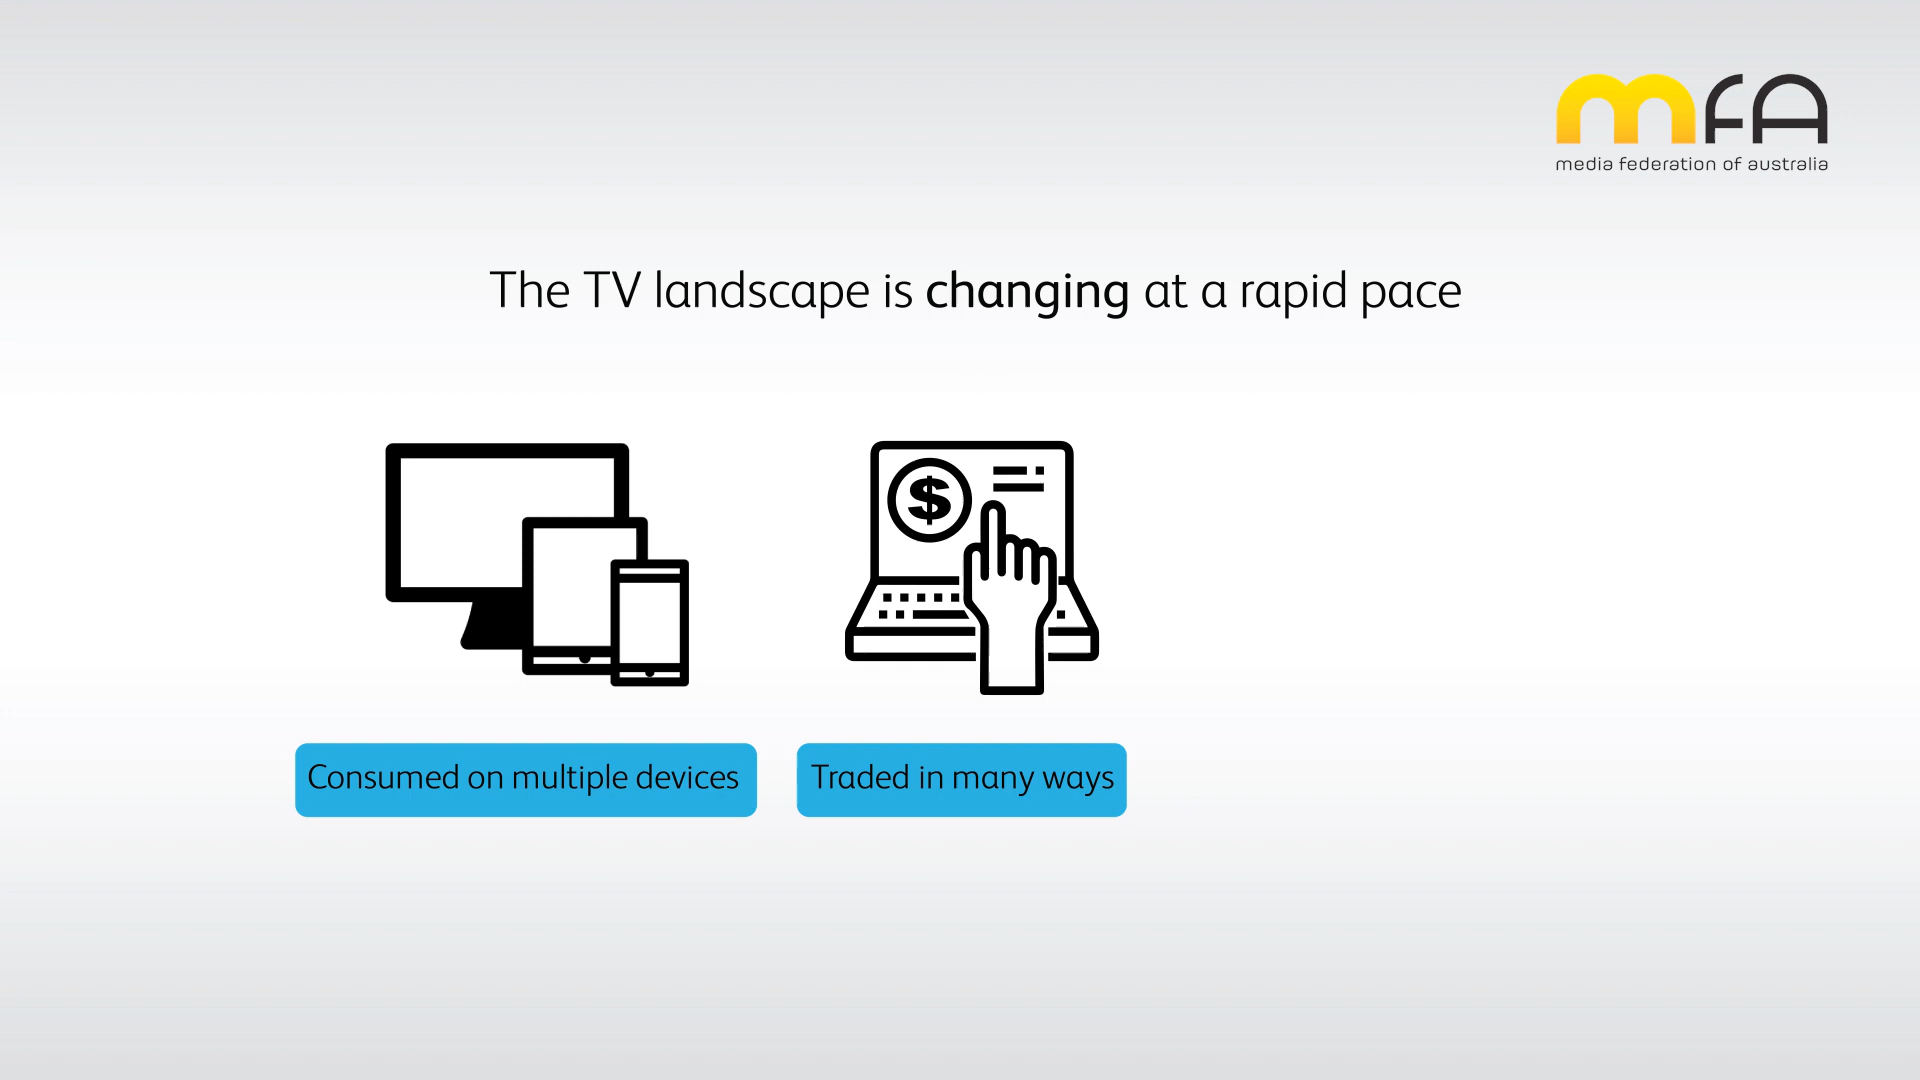 mfa
media federation of australia
The TV landscape is changing at a rapid pace
$
Consumed on multiple devices
Traded in many ways